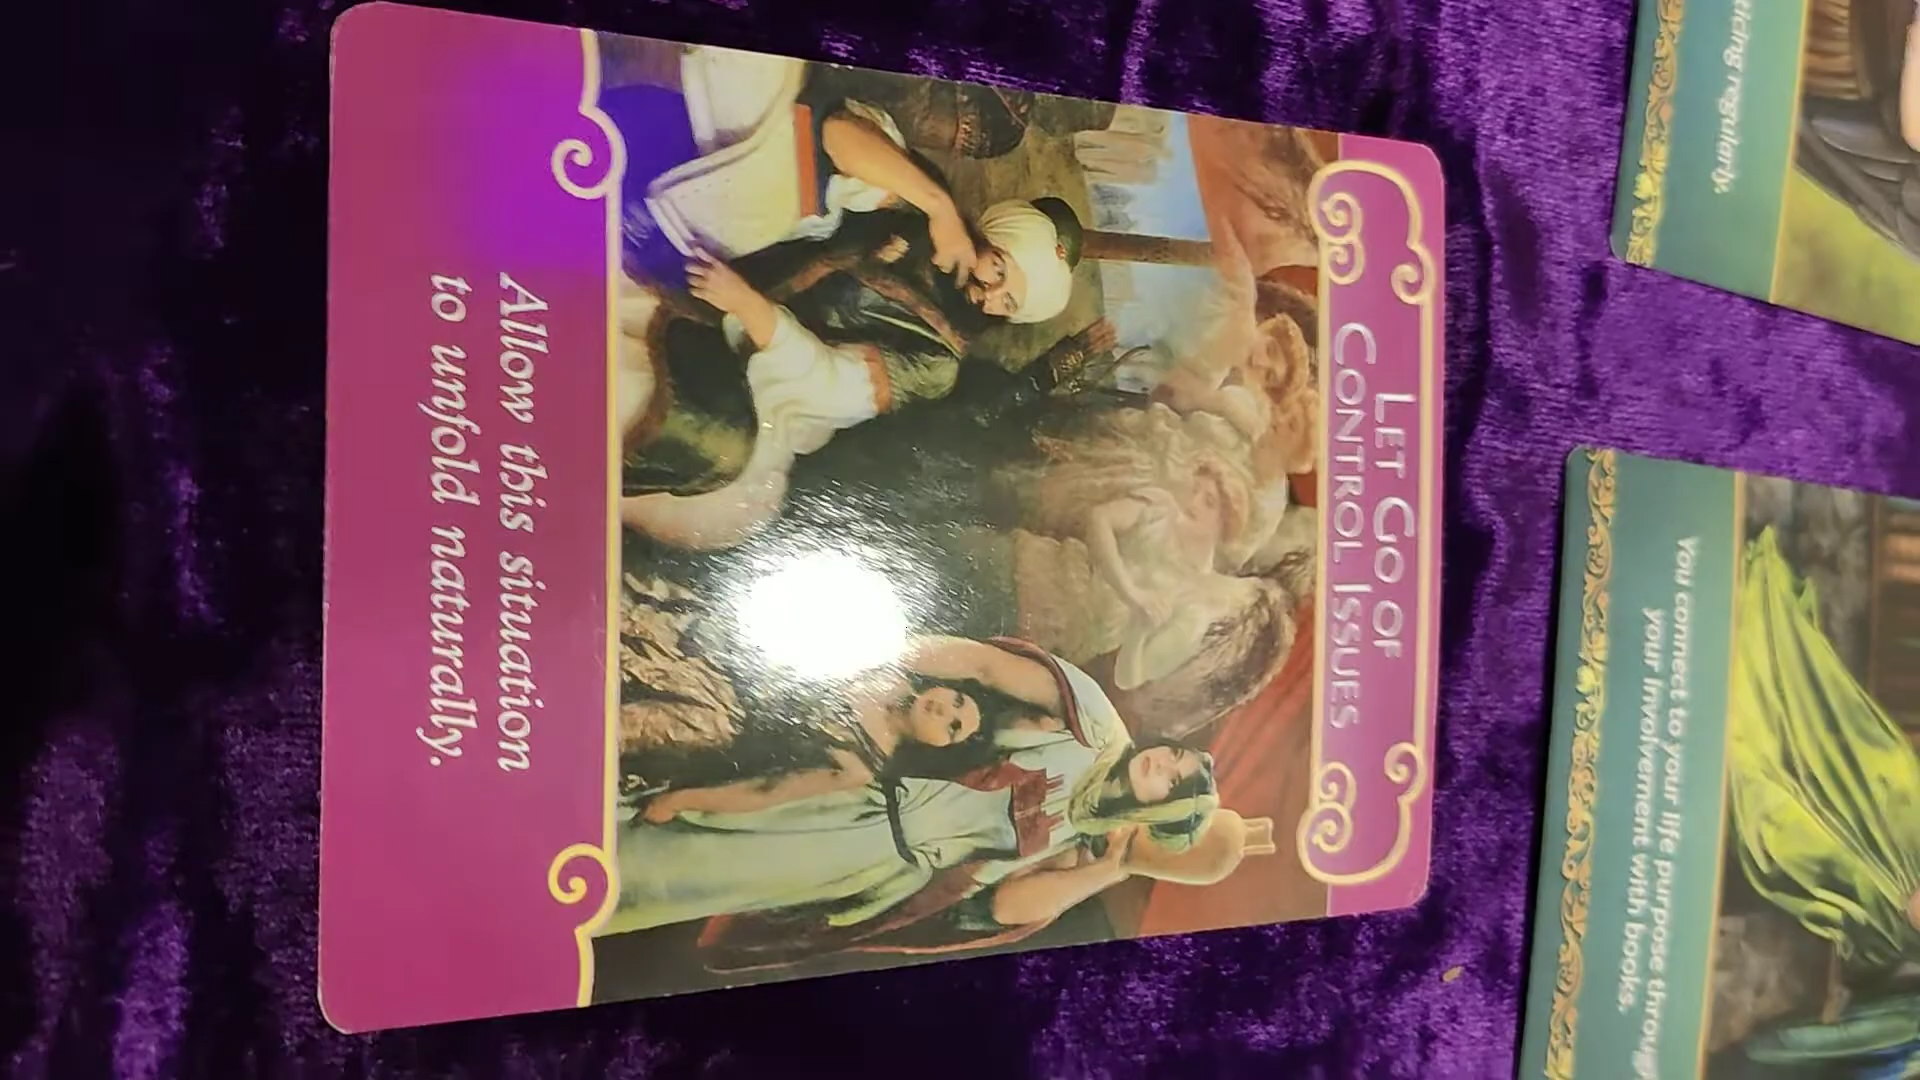 LET GO OF
CONTROL ISSUES
Allow this situation
to unfold naturally.
regularly.
You connect to your life purpose through
your involvement with books.